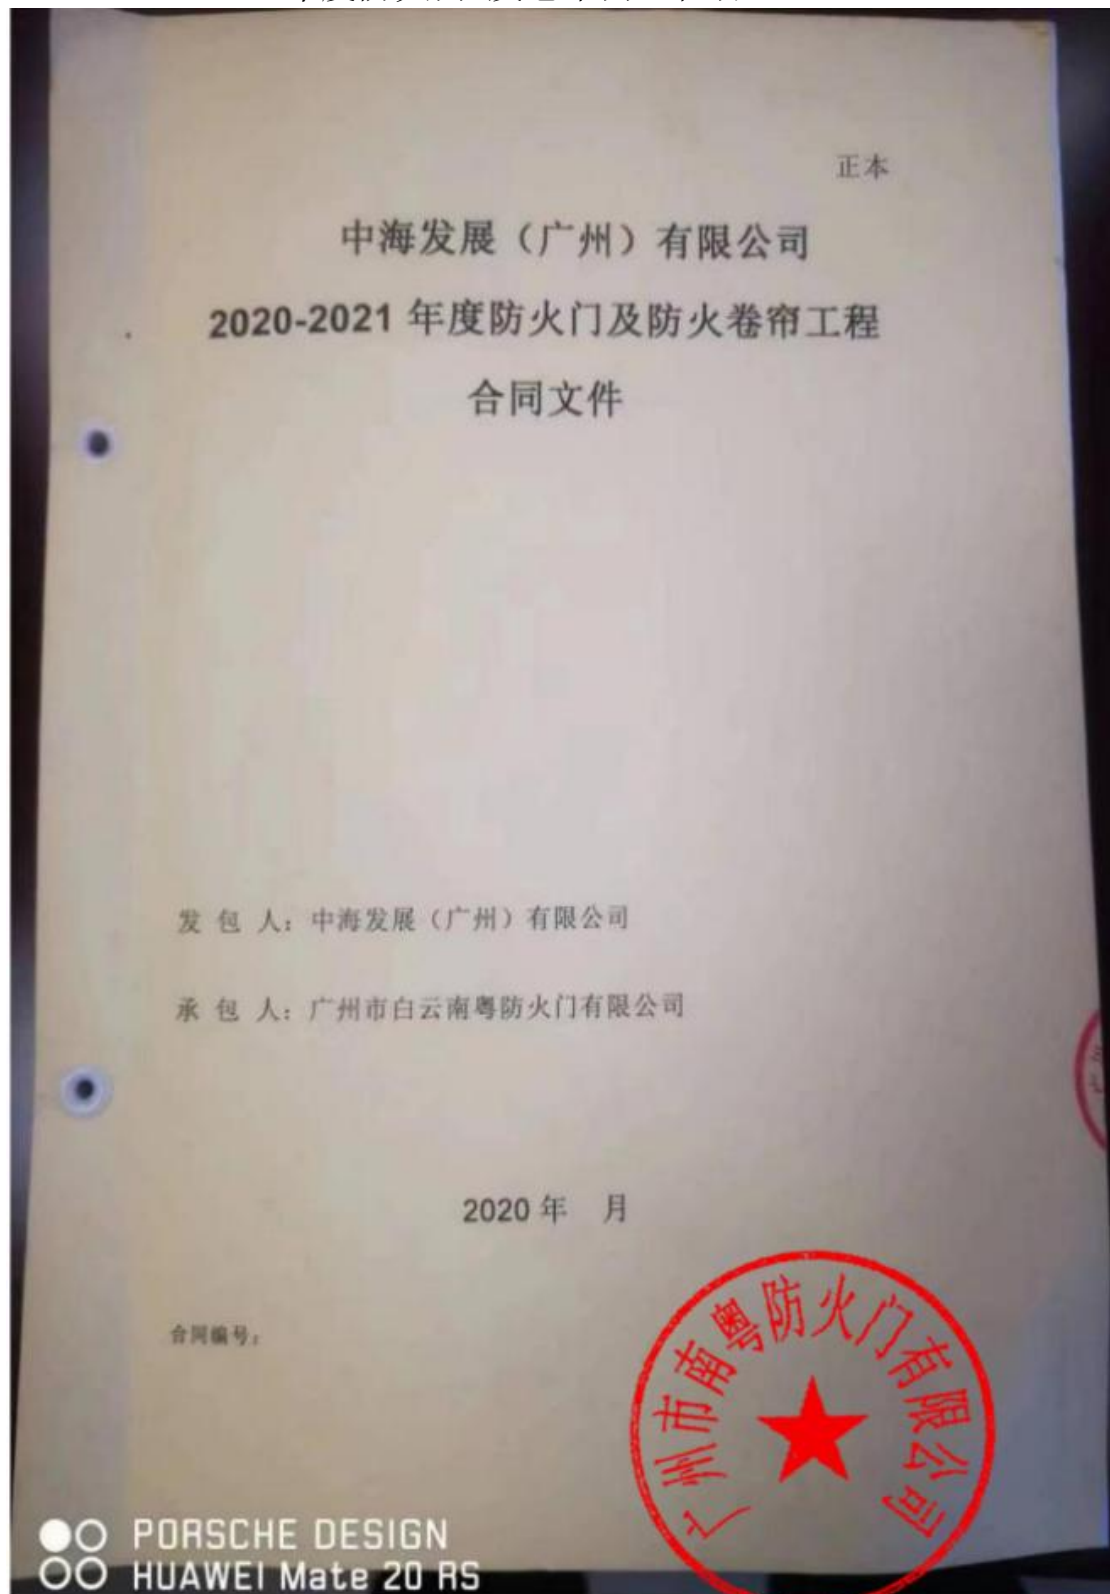 正本
中海发展（广州）有限公司
2020-2021 年度防火门及防火卷帘工程
合同文件
发 包 人：中海发展（广州）有限公司
承 包 人：广州市白云南粤防火门有限公司
2020 年 月
合同编号：
广州市南粤防火门有限公司
PORSCHE DESIGN
HUAWEI Mate 20 RS